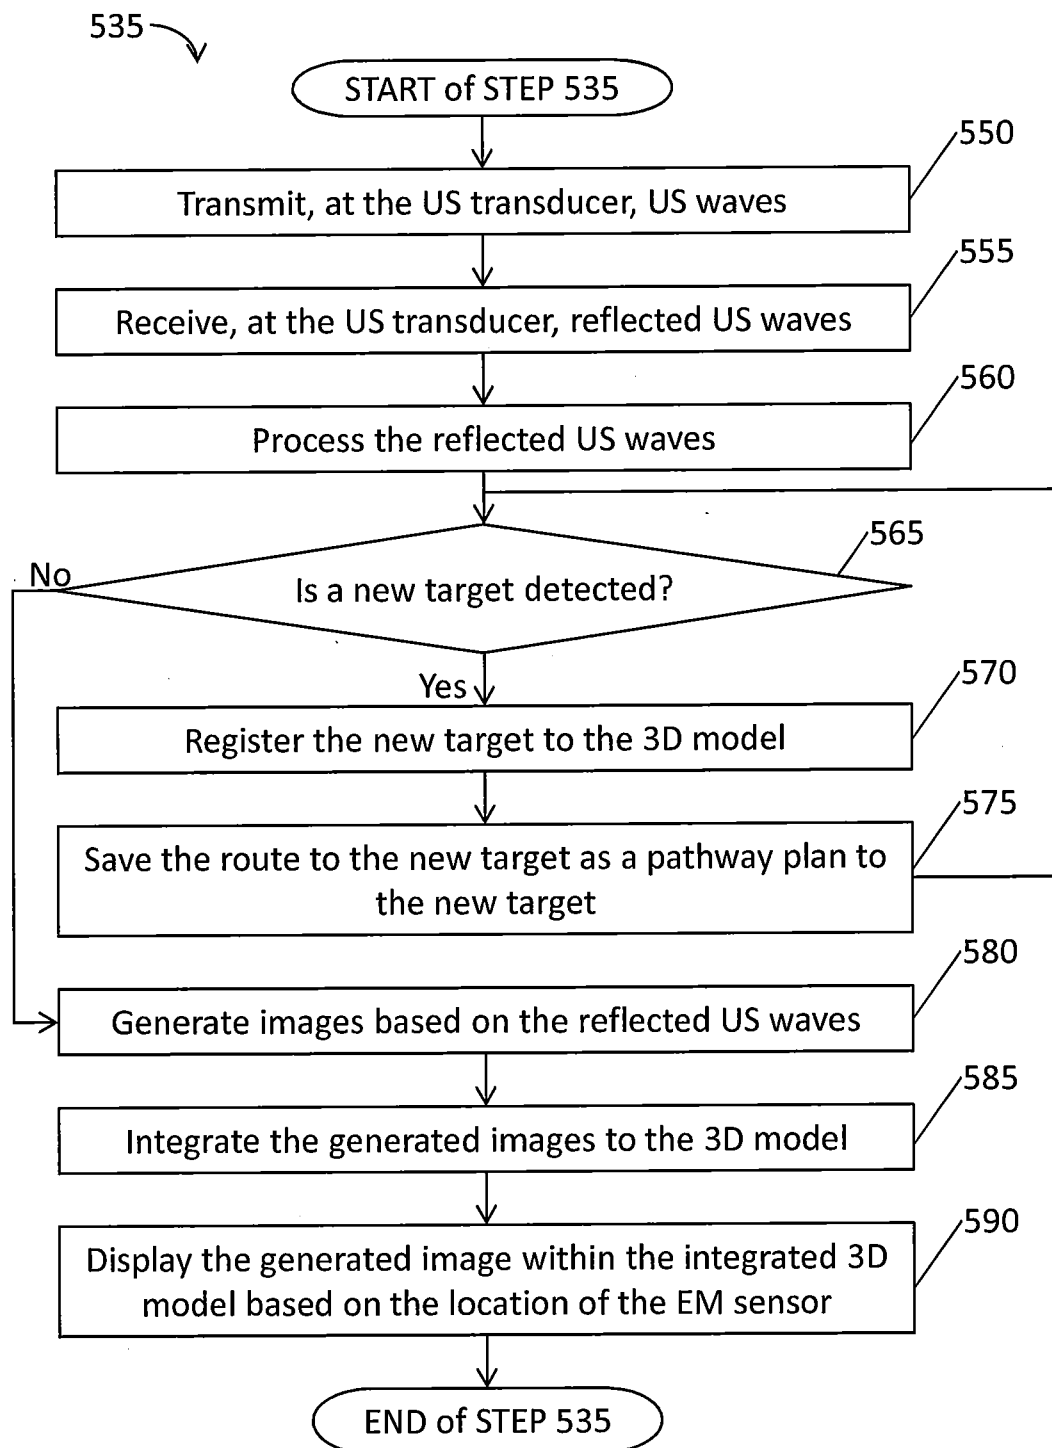 535
START of STEP 535
550
Transmit, at the US transducer, US waves
555
Receive, at the US transducer, reflected US waves
560
Process the reflected US waves
565
No
Is a new target detected?
Yes
570
Register the new target to the 3D model
575
Save the route to the new target as a pathway plan to
the new target
580
Generate images based on the reflected US waves
585
Integrate the generated images to the 3D model
590
Display the generated image within the integrated 3D
model based on the location of the EM sensor
END of STEP 535